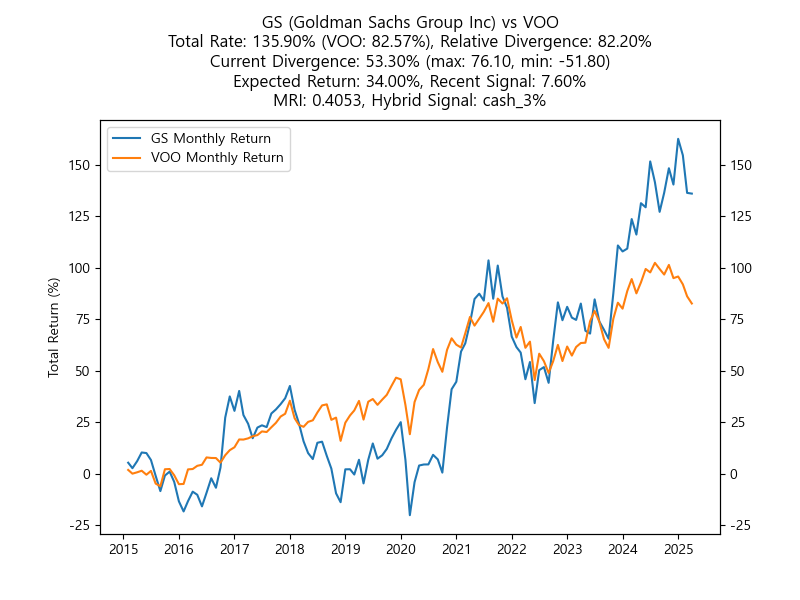 GS (Goldman Sachs Group Inc) vs VOO
Total Rate: 135.90% (VOO: 82.57%), Relative Divergence: 82.20%
Current Divergence: 53.30% (max: 76.10, min: -51.80)
Expected Return: 34.00%, Recent Signal: 7.60%
MRI: 0.4053, Hybrid Signal: cash_3%
GS Monthly Return
VOO Monthly Return
Total Return (%)
150
125
100
75
50
25
0
-25
150
125
100
75
50
25
0
-25
2015 2016 2017 2018 2019 2020 2021 2022 2023 2024 2025